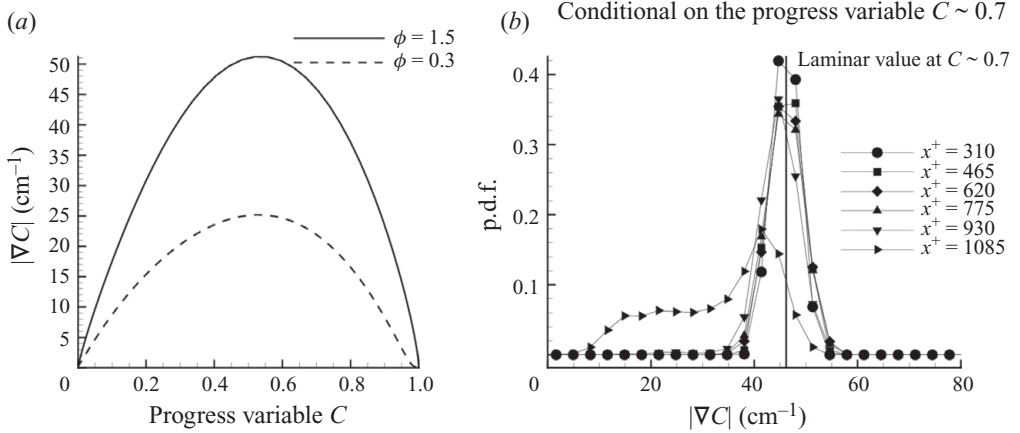 (a)
ϕ = 1.5
ϕ = 0.3
50
45
40
35
30
25
20
15
10
5
0
0.2
0.4
0.6
0.8
1.0
|∇C| (cm⁻¹)
Progress variable C
(b)
Conditional on the progress variable C ~ 0.7
Laminar value at C ~ 0.7
0.4
0.3
0.2
0.1
0
20
40
60
80
p.d.f.
|∇C| (cm⁻¹)
x⁺ = 310
x⁺ = 465
x⁺ = 620
x⁺ = 775
x⁺ = 930
x⁺ = 1085